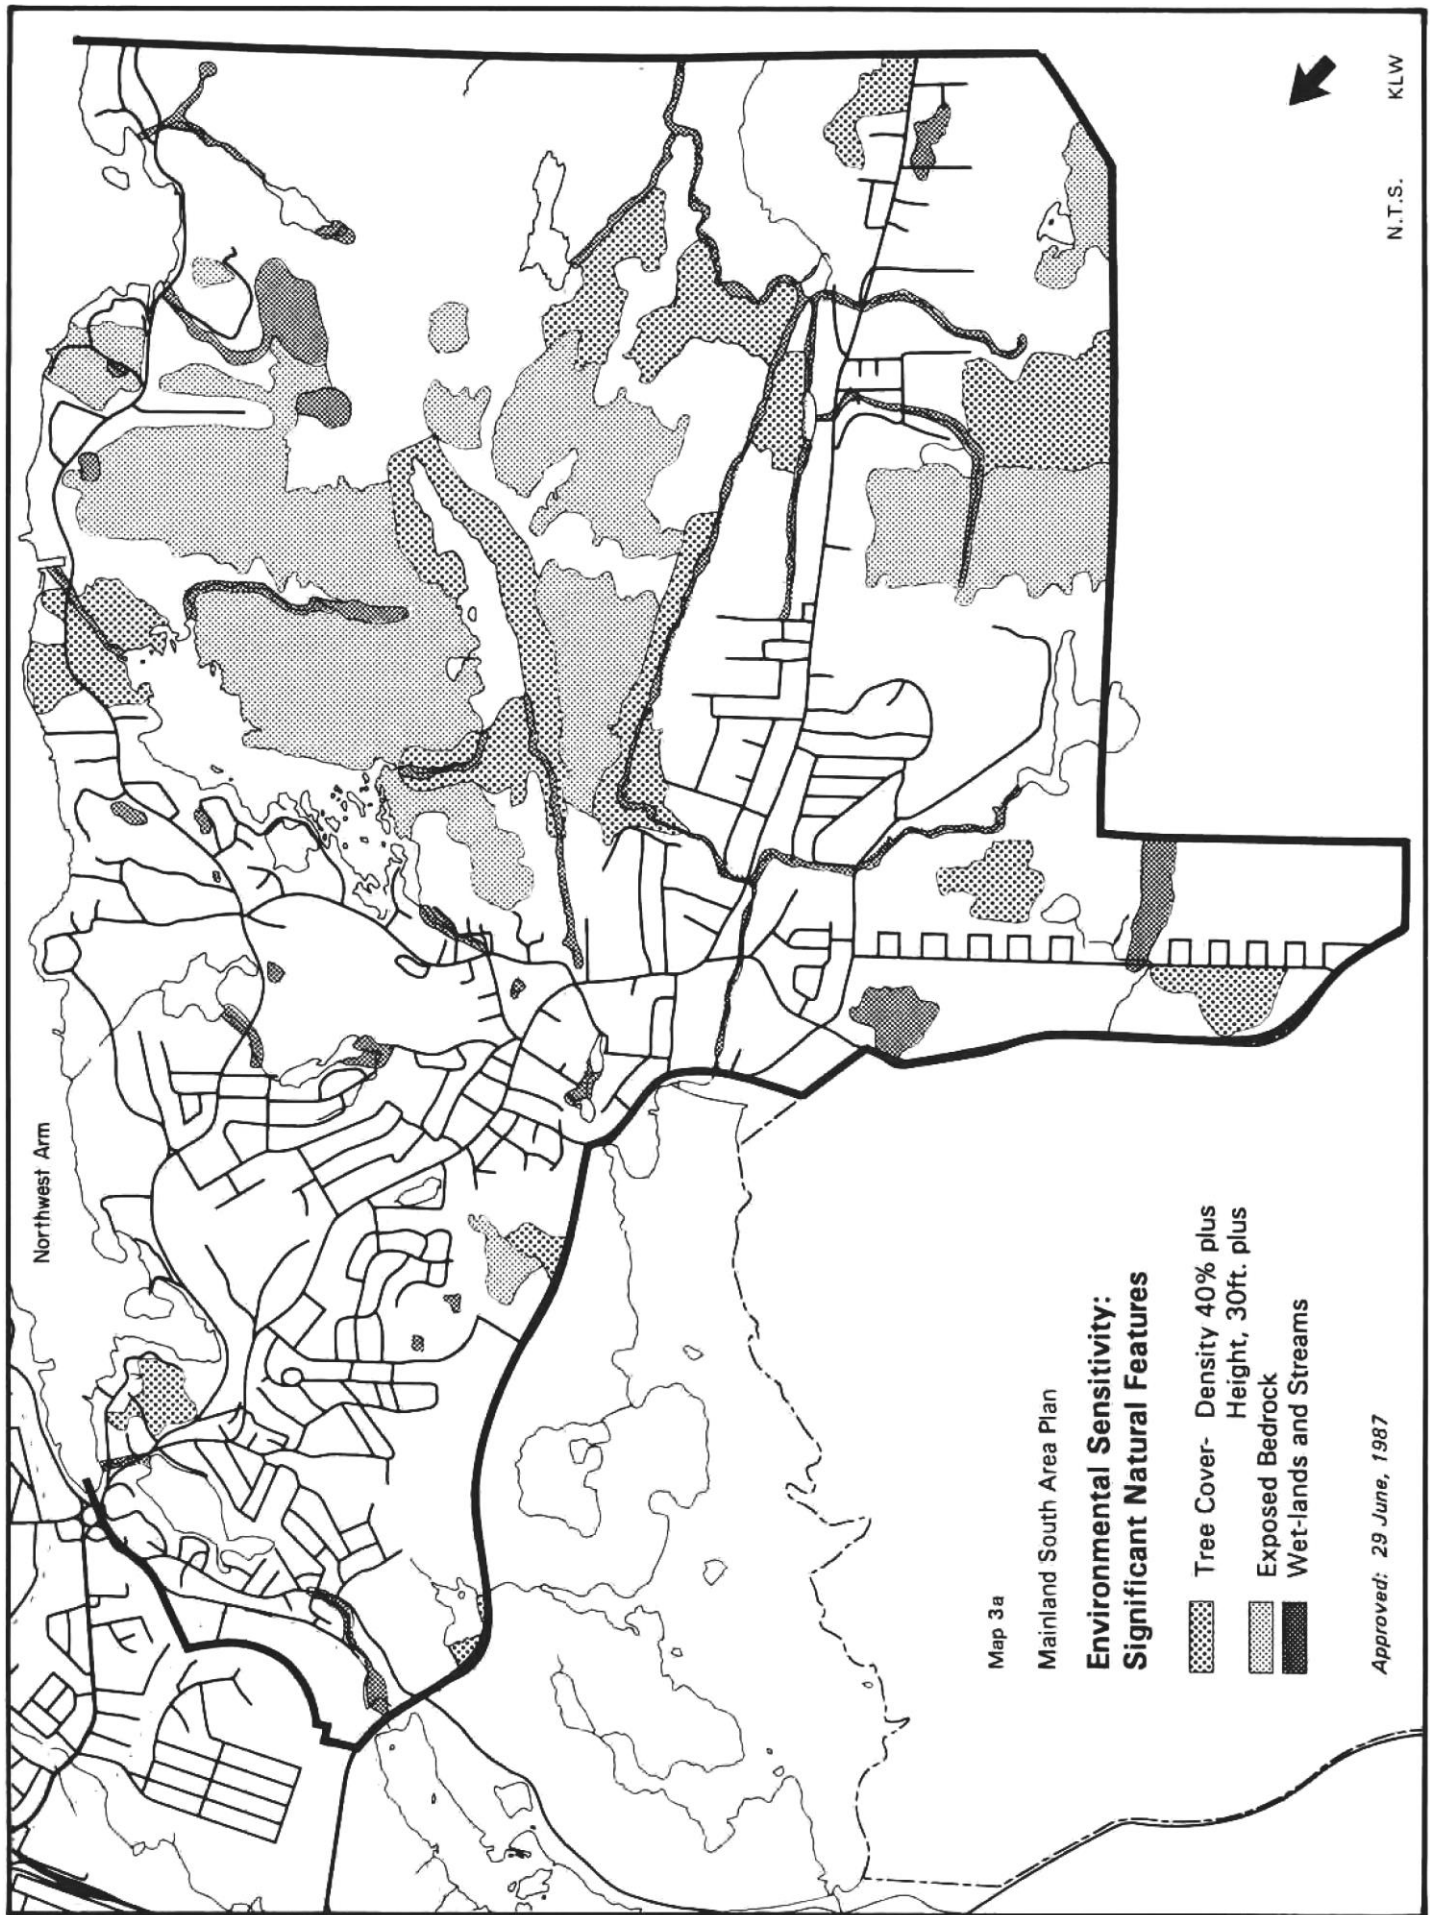 Northwest Arm
Map 3a
Mainland South Area Plan
Environmental Sensitivity:
Significant Natural Features
Tree Cover- Density 40% plus
Height, 30ft. plus
Exposed Bedrock
Wet-lands and Streams
Approved: 29 June, 1987
N.T.S. KLW